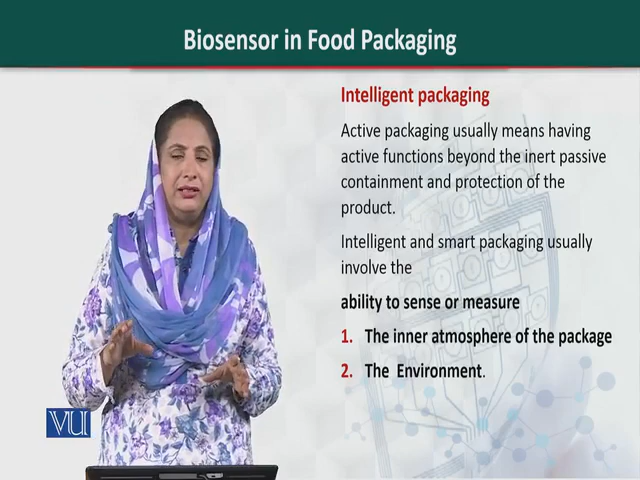 Biosensor in Food Packaging
Intelligent packaging
Active packaging usually means having
active functions beyond the inert passive
containment and protection of the
product.
Intelligent and smart packaging usually
involve the
ability to sense or measure
1. The inner atmosphere of the package
2. The Environment.
VU